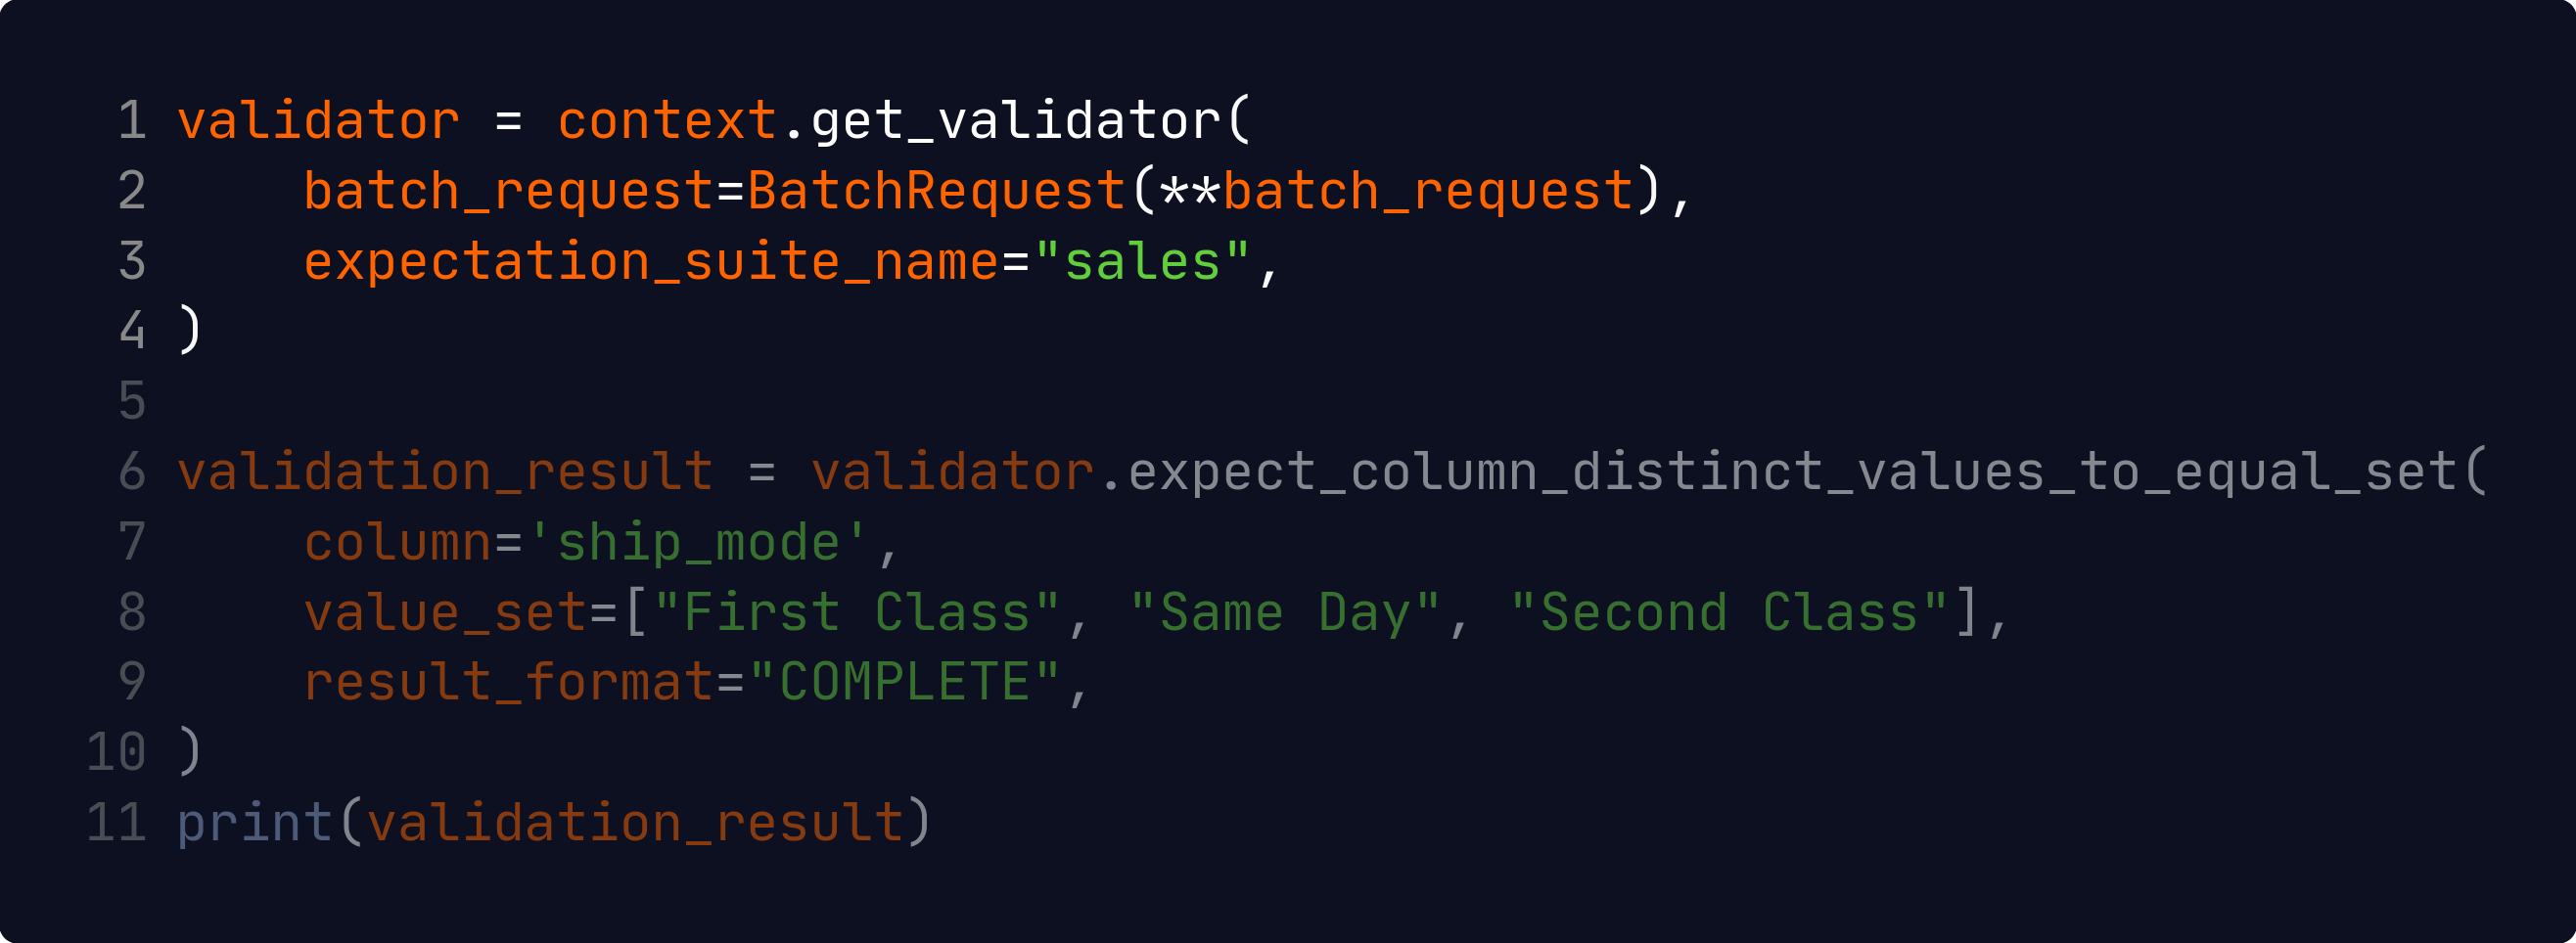 1 validator = context.get_validator(
2     batch_request=BatchRequest(**batch_request),
3     expectation_suite_name="sales",
4 )
5
6 validation_result = validator.expect_column_distinct_values_to_equal_set(
7     column='ship_mode',
8     value_set=["First Class", "Same Day", "Second Class"],
9     result_format="COMPLETE",
10 )
11 print(validation_result)